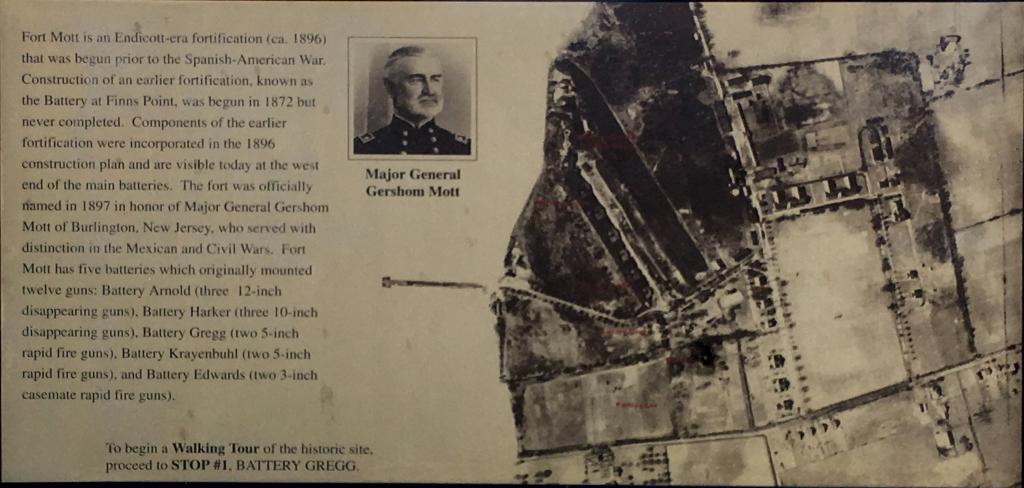 Fort Mott is an Endicott-era fortification (ca. 1896)
that was begun prior to the Spanish-American War.
Construction of an earlier fortification, known as
the Battery at Finns Point, was begun in 1872 but
never completed. Components of the earlier
fortification were incorporated in the 1896
construction plan and are visible today at the west
end of the main batteries. The fort was officially
named in 1897 in honor of Major General Gershom
Mott of Burlington, New Jersey, who served with
distinction in the Mexican and Civil Wars. Fort
Mott has five batteries which originally mounted
twelve guns: Battery Arnold (three 12-inch
disappearing guns), Battery Harker (three 10-inch
disappearing guns), Battery Gregg (two 5-inch
rapid fire guns), Battery Krayenbuhl (two 5-inch
rapid fire guns), and Battery Edwards (two 3-inch
casemate rapid fire guns).
Major General
Gershom Mott
To begin a Walking Tour of the historic site,
proceed to STOP #1, BATTERY GREGG.